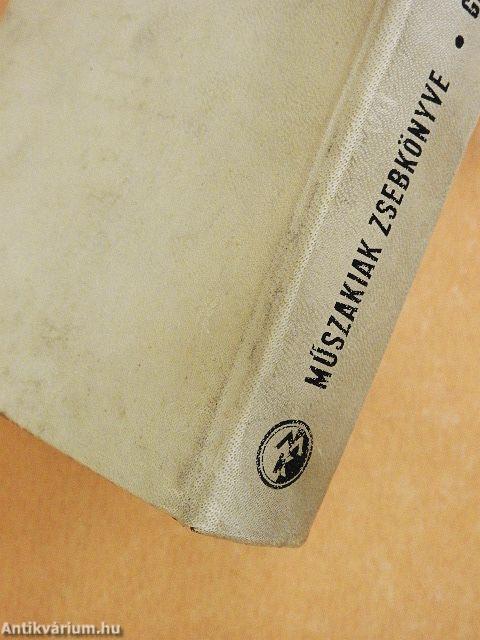 MŰSZAKIAK ZSEBKÖNYVE • G
Antikvárium.hu